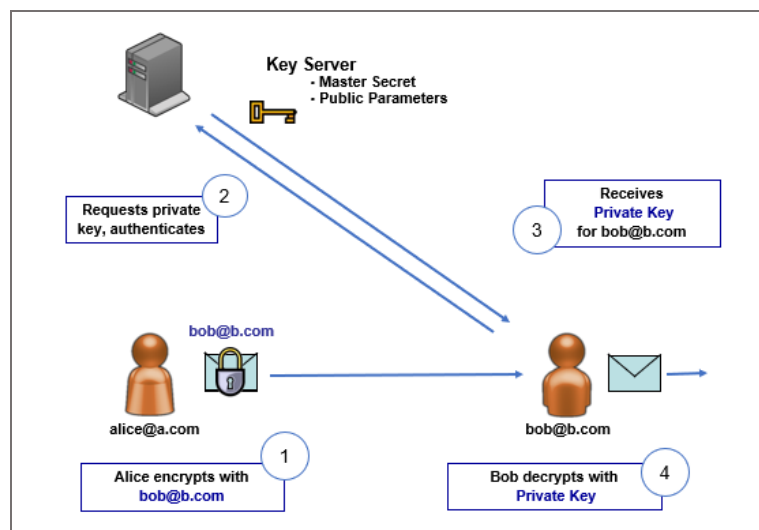 Key Server
- Master Secret
- Public Parameters
2
Requests private
key, authenticates
Receives
Private Key
for bob@b.com
3
bob@b.com
alice@a.com
bob@b.com
1
Alice encrypts with
bob@b.com
4
Bob decrypts with
Private Key